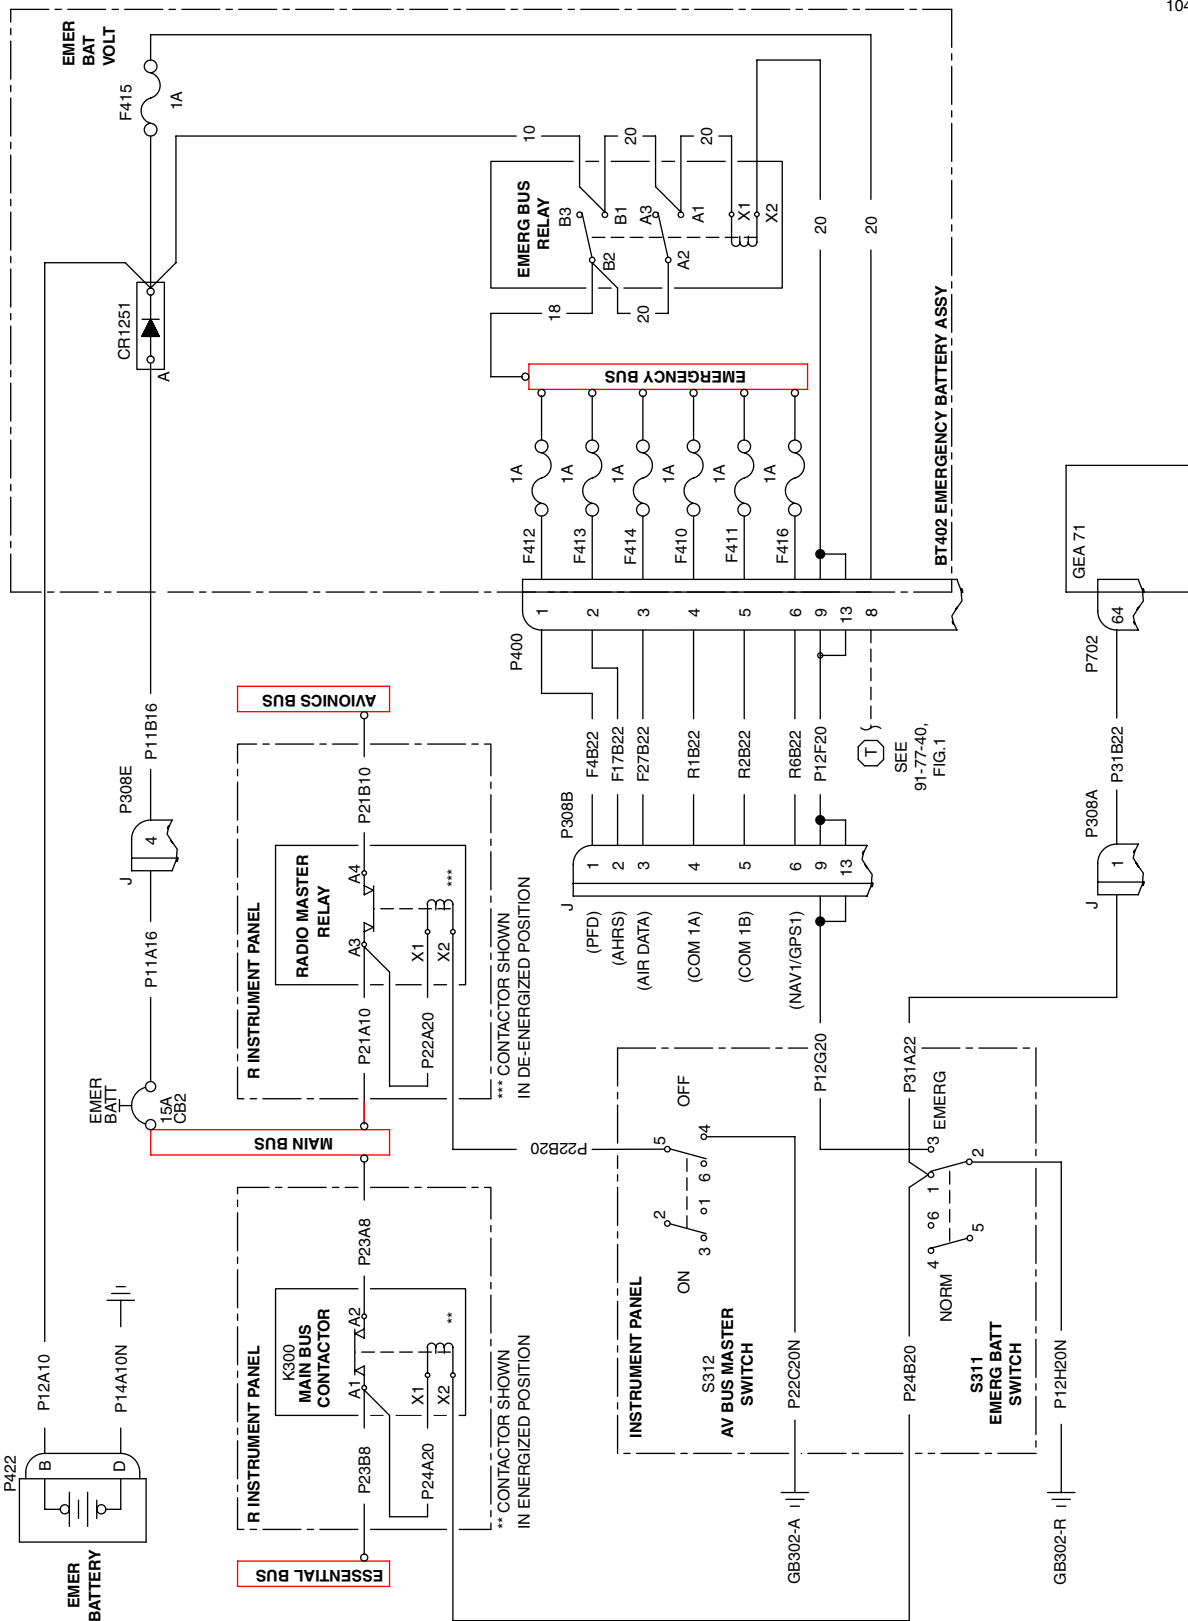 104
EMER
BAT
VOLT
F415
1A
CR1251
A
10
EMERG BUS
RELAY
B3
B1
B2
A3
A1
A2
X1
X2
20
20
18
20
20
20
EMERGENCY BUS
1A
1A
1A
1A
1A
1A
F412
F413
F414
F410
F411
F416
BT402 EMERGENCY BATTERY ASSY
P400
1
2
3
4
5
6
9
13
8
GEA 71
64
P702
P31B22
P308A
1
J
T
SEE
91-77-40,
FIG.1
F4B22
F17B22
F27B22
R1B22
R2B22
R6B22
P12F20
P308B
J
1
2
3
4
5
6
9
13
(PFD)
(AHRS)
(AIR DATA)
(COM 1A)
(COM 1B)
(NAV1/GPS1)
P11B16
P308E
4
J
P11A16
EMER
BATT
15A
CB2
MAIN BUS
AVIONICS BUS
P21B10
R INSTRUMENT PANEL
RADIO MASTER
RELAY
A4
A3
X1
X2
***
P21A10
P22A20
*** CONTACTOR SHOWN
IN DE-ENERGIZED POSITION
P22B20
P23A8
R INSTRUMENT PANEL
K300
MAIN BUS
CONTACTOR
A2
A1
X1
X2
**
P23B8
P24A20
** CONTACTOR SHOWN
IN ENERGIZED POSITION
ESSENTIAL BUS
P12A10
P14A10N
P422
B
D
EMER
BATTERY
INSTRUMENT PANEL
OFF
5
4
6
2
1
3
ON
S312
AV BUS MASTER
SWITCH
P22C20N
GB302-A
P12G20
P31A22
EMERG
3
2
1
6
4
5
NORM
S311
EMERG BATT
SWITCH
P24B20
P12H20N
GB302-R